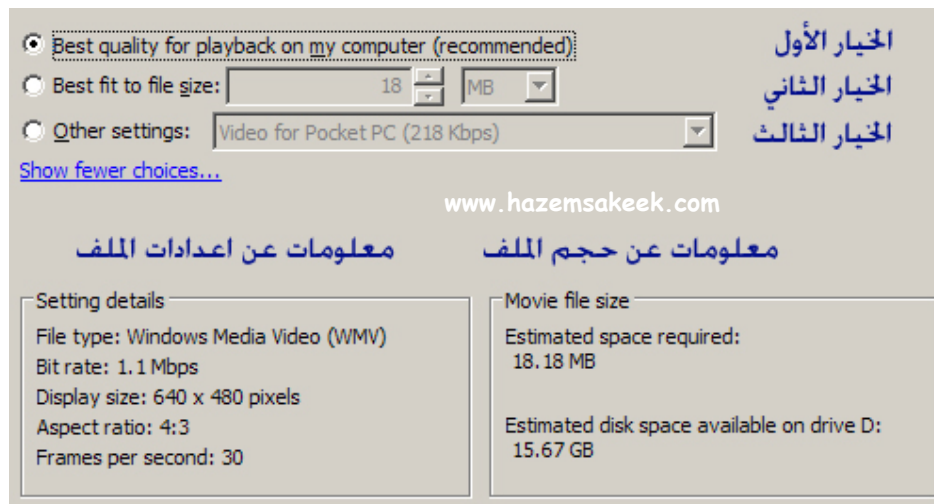 Best quality for playback on my computer (recommended) الخيار الأول
Best fit to file size: 18 MB الخيار الثاني
Other settings: Video for Pocket PC (218 Kbps) الخيار الثالث
Show fewer choices...
www.hazemsakeek.com
معلومات عن حجم الملف
معلومات عن اعدادات الملف
Setting details
File type: Windows Media Video (WMV)
Bit rate: 1.1 Mbps
Display size: 640 x 480 pixels
Aspect ratio: 4:3
Frames per second: 30
Movie file size
Estimated space required:
18.18 MB
Estimated disk space available on drive D:
15.67 GB